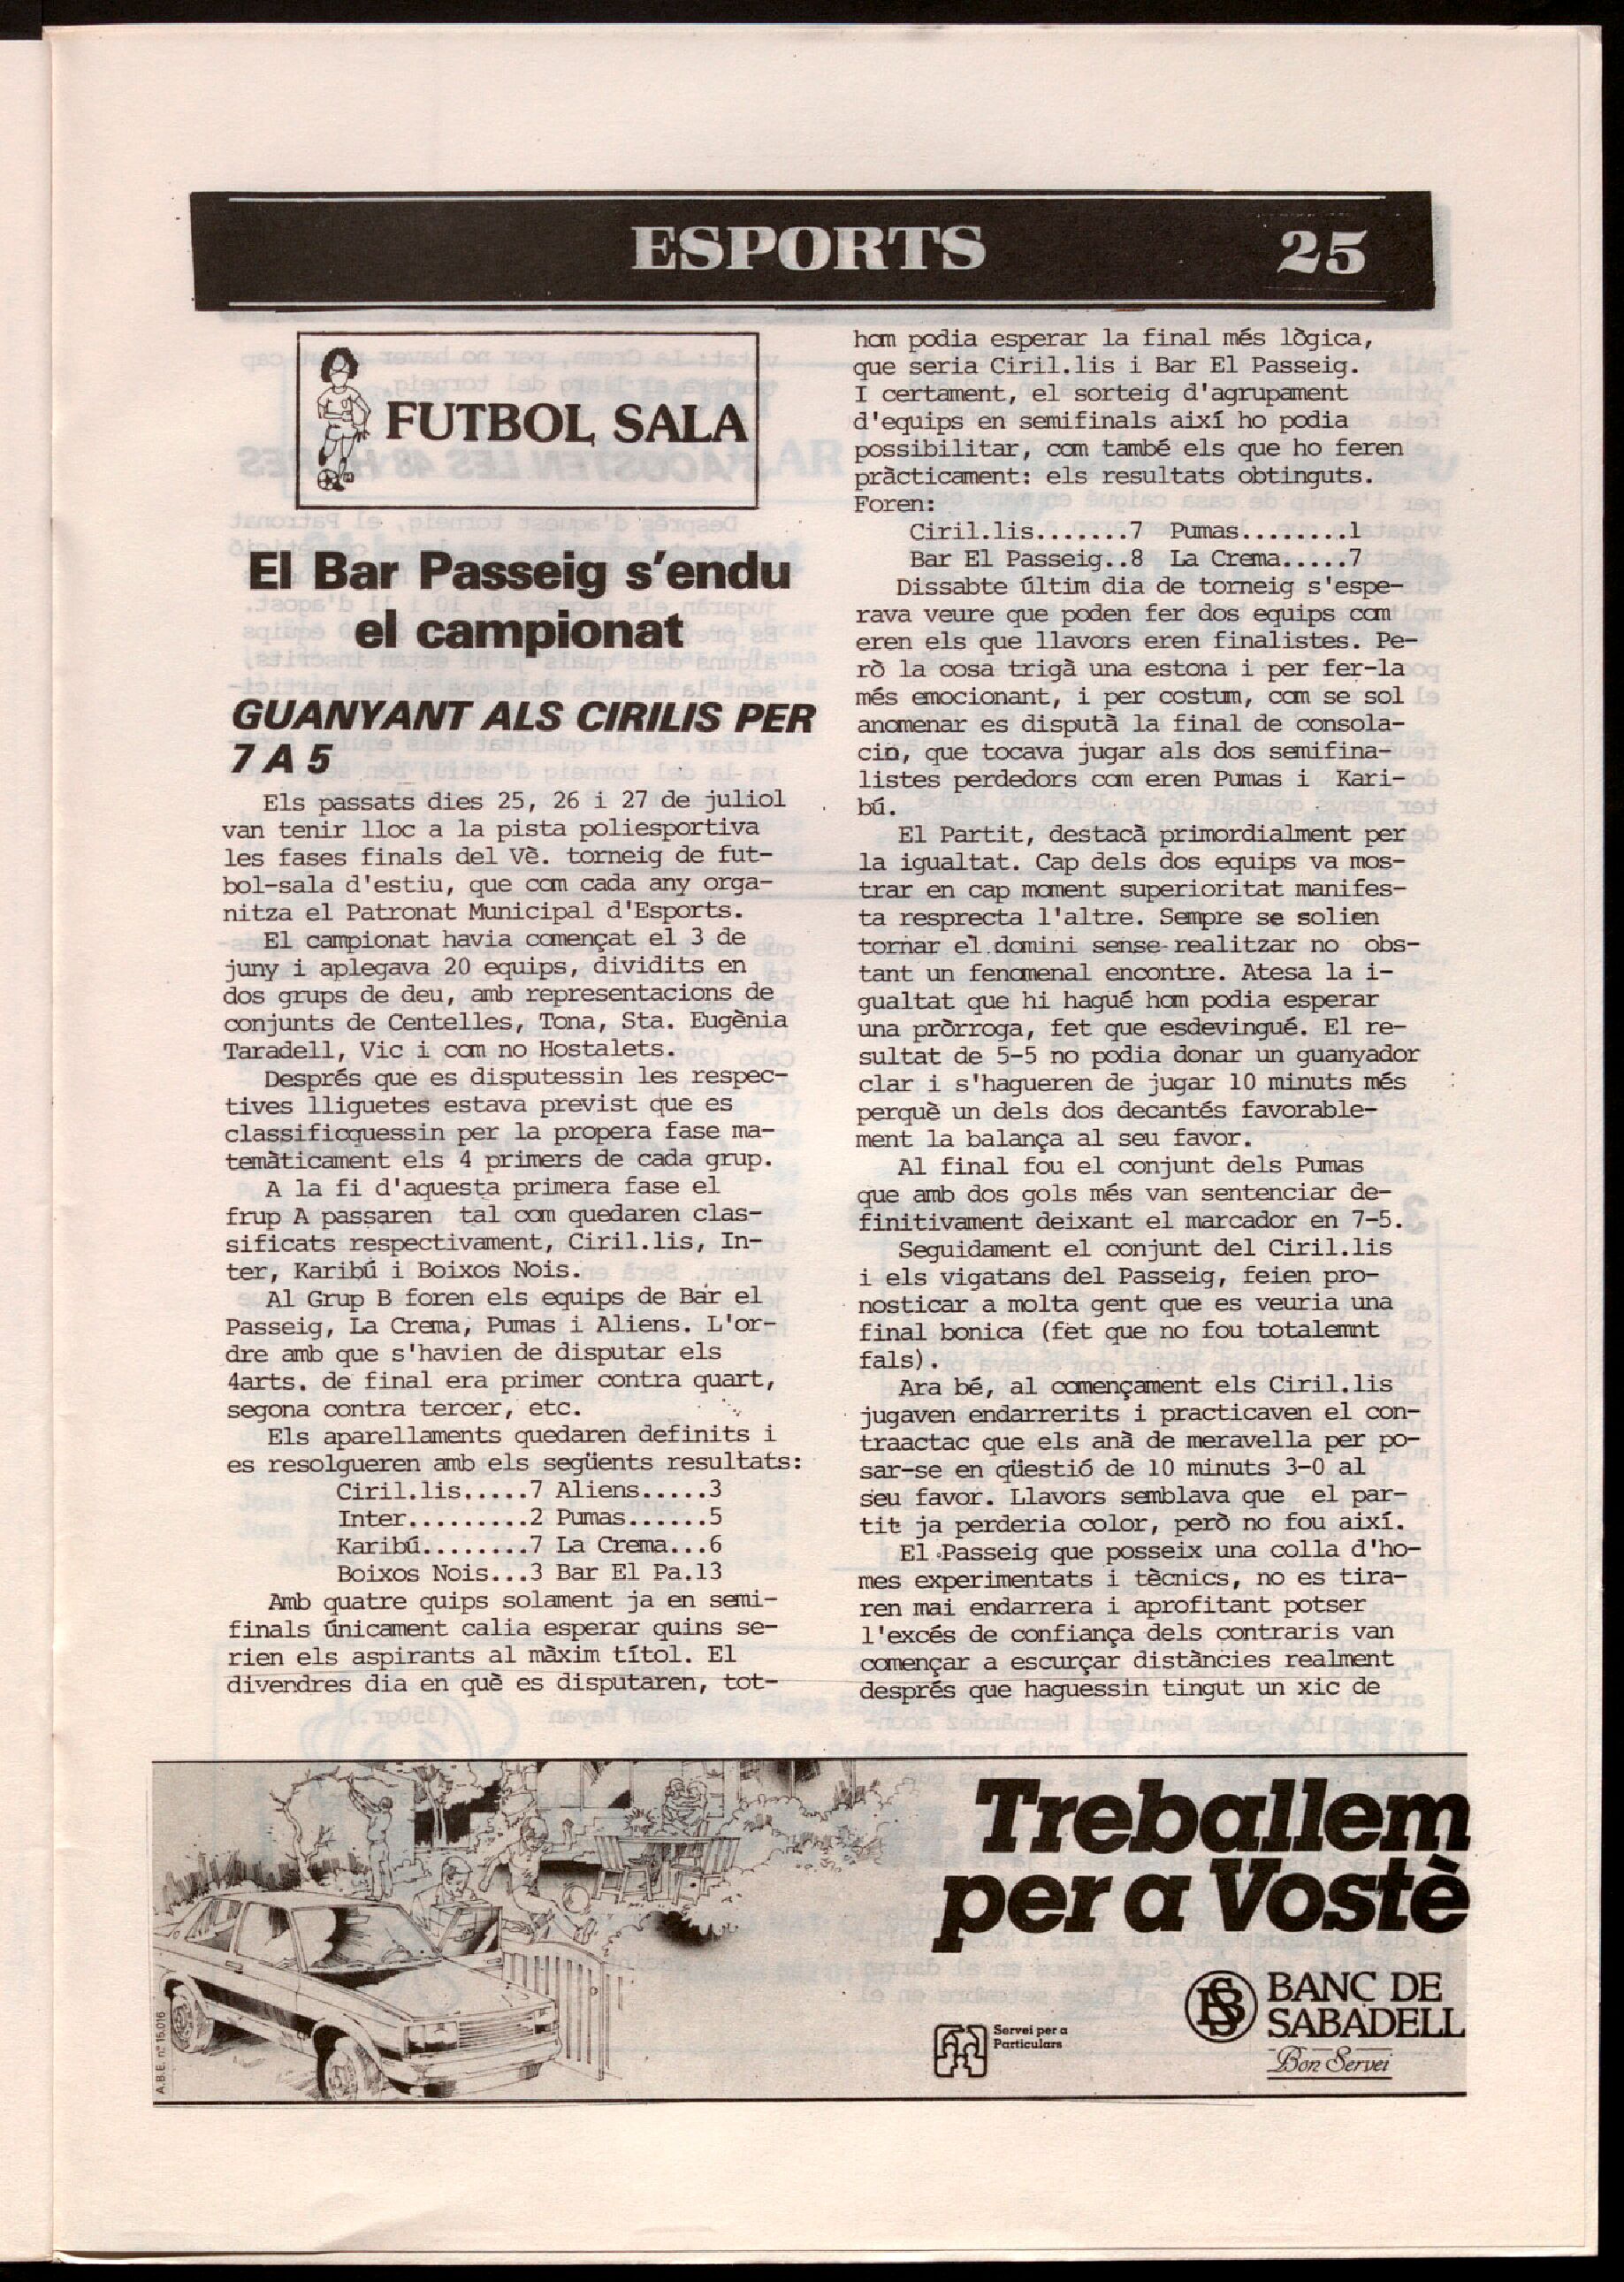 ESPORTS 25
FUTBOL SALA
El Bar Passeig s'endu
el campionat
GUANYANT ALS CIRILIS PER
7 A 5
Els passats dies 25, 26 i 27 de juliol
van tenir lloc a la pista poliesportiva
les fases finals del Vè. torneig de fut-
bol-sala d'estiu, que com cada any orga-
nitza el Patronat Municipal d'Esports.
El campionat havia començat el 3 de
juny i aplegava 20 equips, dividits en
dos grups de deu, amb representacions de
conjunts de Centelles, Tona, Sta. Eugènia
Taradell, Vic i com no Hostalets.
Després que es disputessin les respec-
tives lliguetes estava previst que es
classificquessin per la propera fase ma-
temàticament els 4 primers de cada grup.
A la fi d'aquesta primera fase el
frup A passaren tal com quedaren clas-
sificats respectivament, Ciril.lis, In-
ter, Karibú i Boixos Nois.
Al Grup B foren els equips de Bar el
Passeig, La Crema, Pumas i Aliens. L'or-
dre amb que s'havien de disputar els
4arts. de final era primer contra quart,
segona contra tercer, etc.
Els aparellaments quedaren definits i
es resolgueren amb els següents resultats:
Ciril.lis.....7 Aliens.....3
Inter.........2 Pumas......5
Karibú........7 La Crema...6
Boixos Nois...3 Bar El Pa.13
Amb quatre quips solament ja en semi-
finals únicament calia esperar quins se-
rien els aspirants al màxim títol. El
divendres dia en què es disputaren, tot-
hom podia esperar la final més lògica,
que seria Ciril.lis i Bar El Passeig.
I certament, el sorteig d'agrupament
d'equips en semifinals així ho podia
possibilitar, com també els que ho feren
pràcticament: els resultats obtinguts.
Foren:
Ciril.lis.......7 Pumas........1
Bar El Passeig..8 La Crema.....7
Dissabte últim dia de torneig s'espe-
rava veure que poden fer dos equips com
eren els que llavors eren finalistes. Pe-
rò la cosa trigà una estona i per fer-la
més emocionant, i per costum, com se sol
anomenar es disputà la final de consola-
ció, que tocava jugar als dos semifina-
listes perdedors com eren Pumas i Kari-
bú.
El Partit, destacà primordialment per
la igualtat. Cap dels dos equips va mos-
trar en cap moment superioritat manifes-
ta resprecta l'altre. Sempre se solien
tornar el domini sense realitzar no obs-
tant un fenomenal encontre. Atesa la i-
gualtat que hi hagué hom podia esperar
una pròrroga, fet que esdevingué. El re-
sultat de 5-5 no podia donar un guanyador
clar i s'hagueren de jugar 10 minuts més
perquè un dels dos decantés favorable-
ment la balança al seu favor.
Al final fou el conjunt dels Pumas
que amb dos gols més van sentenciar de-
finitivament deixant el marcador en 7-5.
Seguidament el conjunt del Ciril.lis
i els vigatans del Passeig, feien pro-
nosticar a molta gent que es veuria una
final bonica (fet que no fou totalemnt
fals).
Ara bé, al començament els Ciril.lis
jugaven endarrerits i practicaven el con-
traactac que els anà de meravella per po-
sar-se en qüestió de 10 minuts 3-0 al
seu favor. Llavors semblava que el par-
tit ja perderia color, però no fou així.
El Passeig que posseix una colla d'ho-
mes experimentats i tècnics, no es tira-
ren mai endarrera i aprofitant potser
l'excés de confiança dels contraris van
començar a escurçar distàncies realment
després que haguessin tingut un xic de
Treballem
per a Vostè
BANC DE
SABADELL
Bon Servei
Servei per a
Particulars
A.B.E. nº 15.016